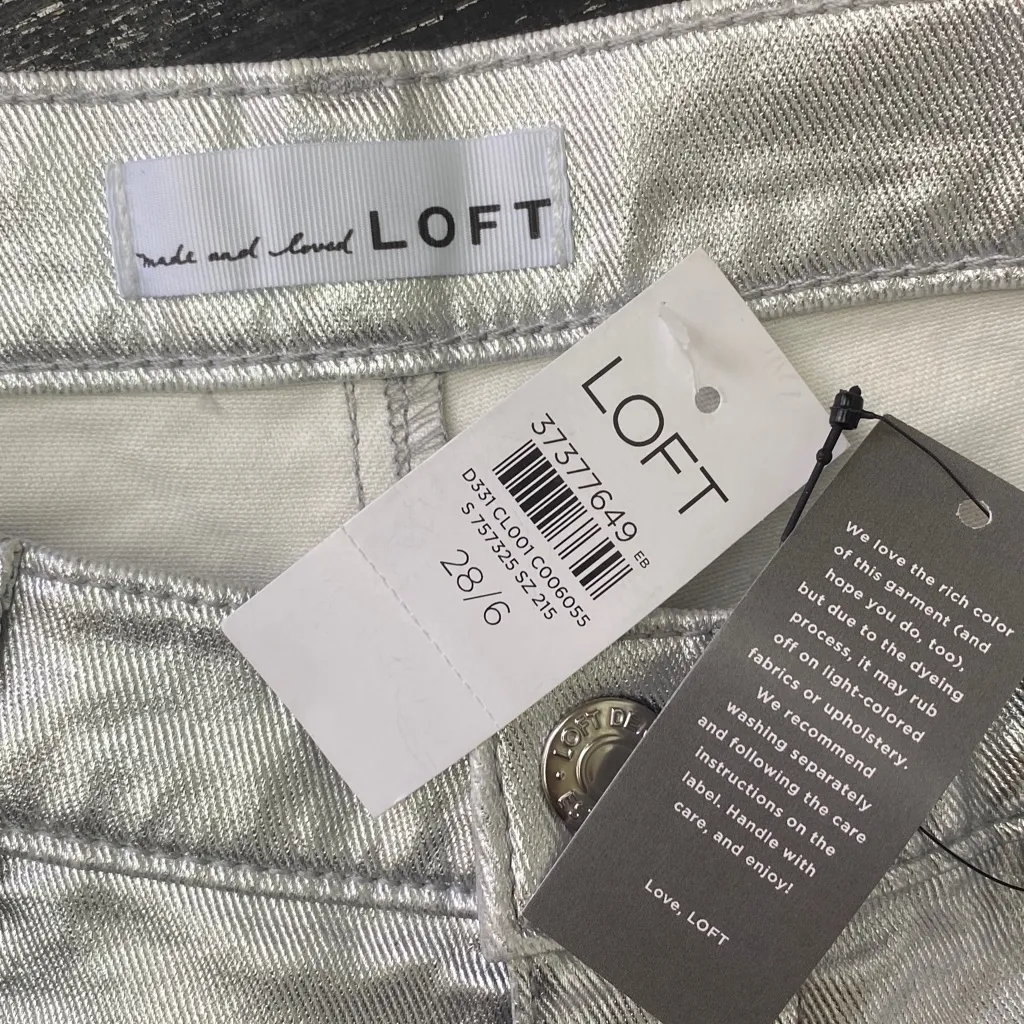 made and loved LOFT
LOFT
37377649
EB
D331 CL001 C006055
S 757325 SZ 215
28/6
LOFT DE
We love the rich color
of this garment (and
hope you do, too),
but due to the dyeing
process, it may rub
off on light-colored
fabrics or upholstery.
We recommend
washing separately
and following the care
instructions on the
label. Handle with
care, and enjoy!
Love, LOFT